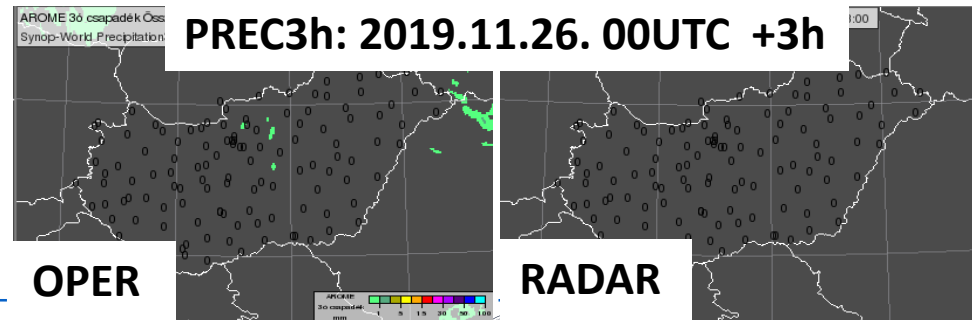 AROME 3ó csapadék Öss
Synop-World Precipitation
PREC3h: 2019.11.26. 00UTC +3h
:00
OPER
RADAR
AROME
3ó csapadék
mm
1 5 15 30 50 100